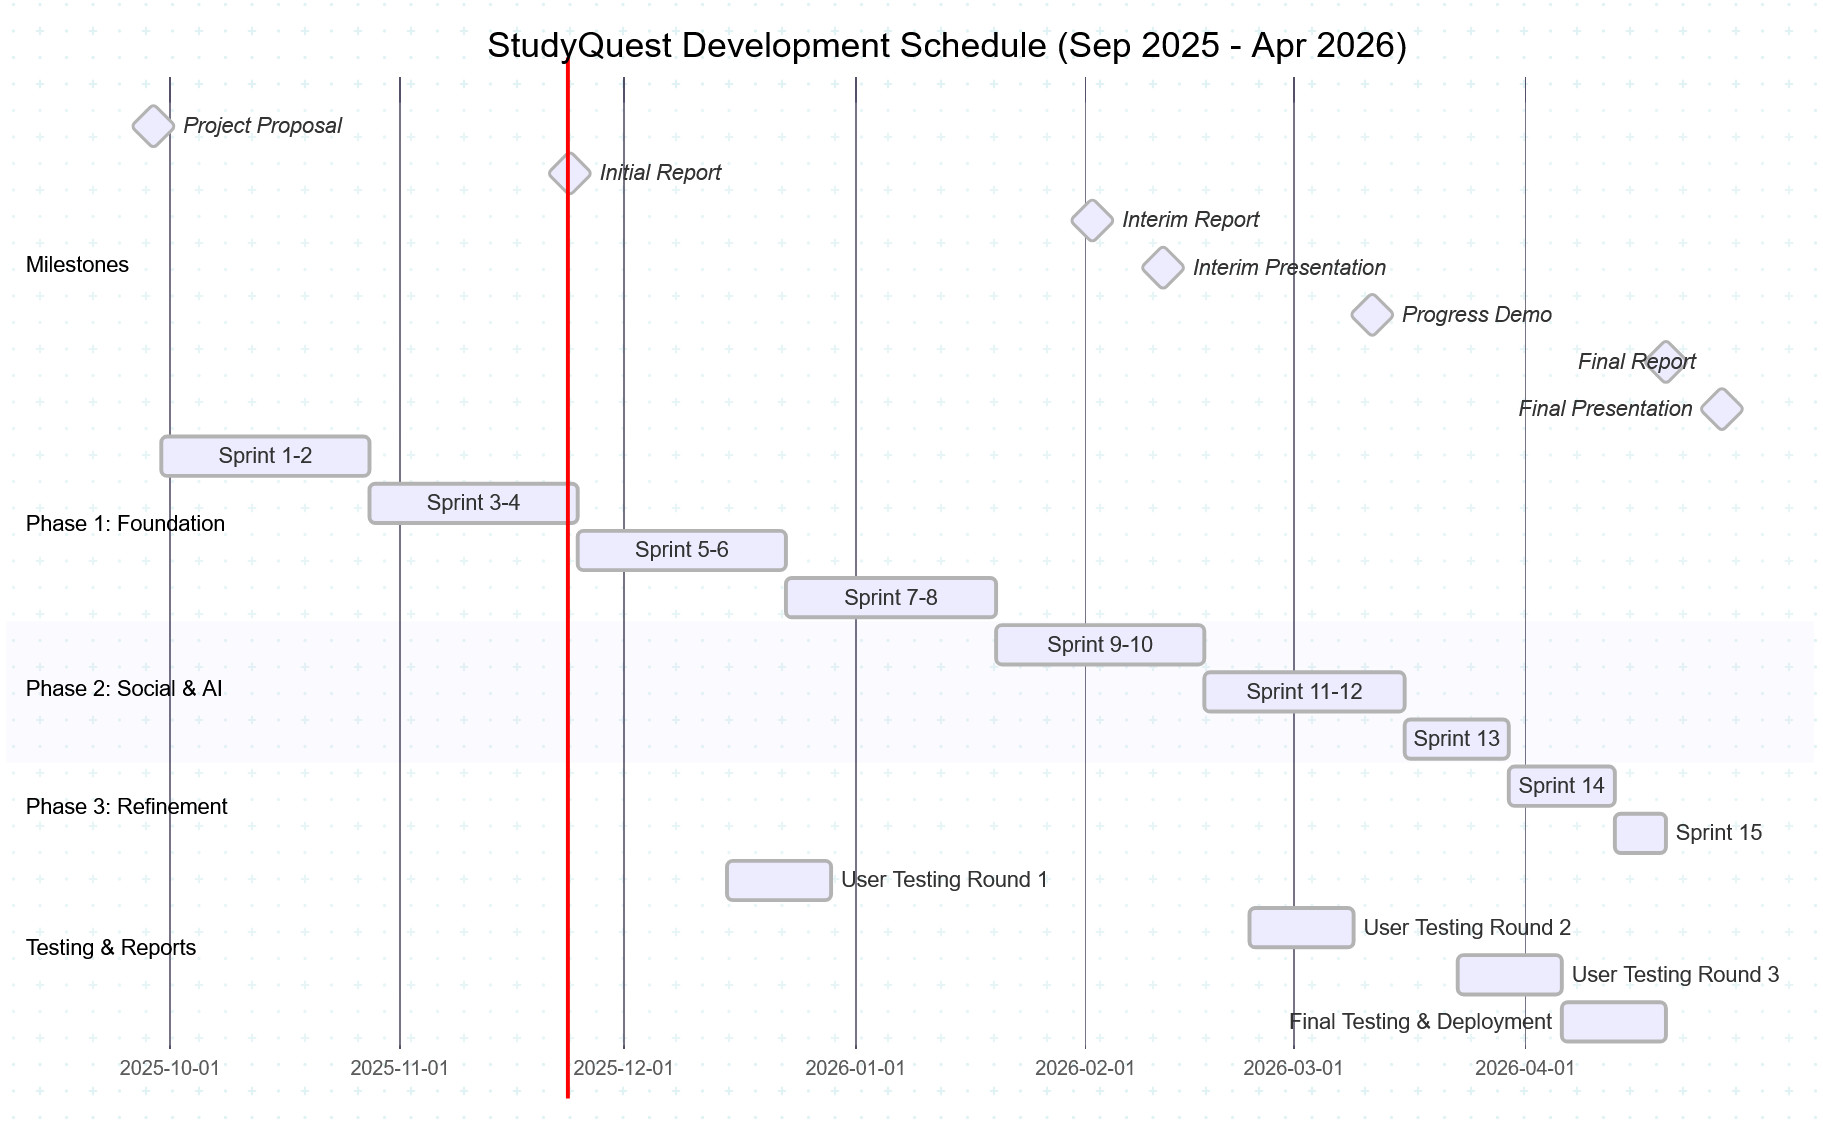 StudyQuest Development Schedule (Sep 2025 - Apr 2026)
Project Proposal
Initial Report
Interim Report
Milestones
Interim Presentation
Progress Demo
Final Report
Final Presentation
Sprint 1-2
Sprint 3-4
Phase 1: Foundation
Sprint 5-6
Sprint 7-8
Sprint 9-10
Phase 2: Social & AI
Sprint 11-12
Sprint 13
Sprint 14
Phase 3: Refinement
Sprint 15
User Testing Round 1
User Testing Round 2
Testing & Reports
User Testing Round 3
Final Testing & Deployment
2025-10-01
2025-11-01
2025-12-01
2026-01-01
2026-02-01
2026-03-01
2026-04-01